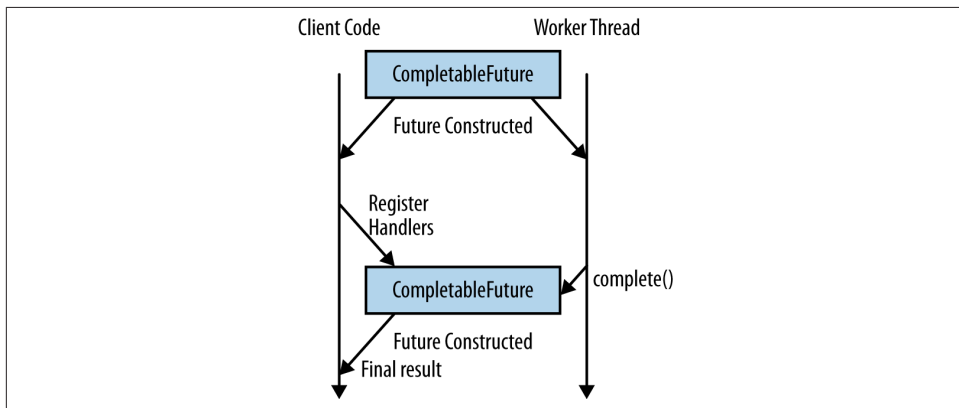 Client Code
Worker Thread
CompletableFuture
Future Constructed
Register
Handlers
CompletableFuture
complete()
Future Constructed
Final result